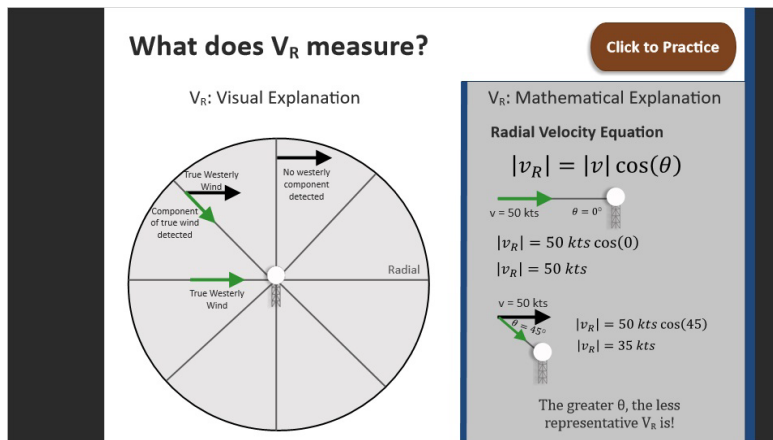 What does VR measure?
Click to Practice
VR: Visual Explanation
True Westerly
Wind
No westerly
component
detected
Component
of true wind
detected
Radial
True Westerly
Wind
VR: Mathematical Explanation
Radial Velocity Equation
|vR| = |v| cos(θ)
v = 50 kts
θ = 0°
|vR| = 50 kts cos(0)
|vR| = 50 kts
v = 50 kts
θ = 45°
|vR| = 50 kts cos(45)
|vR| = 35 kts
The greater θ, the less
representative VR is!